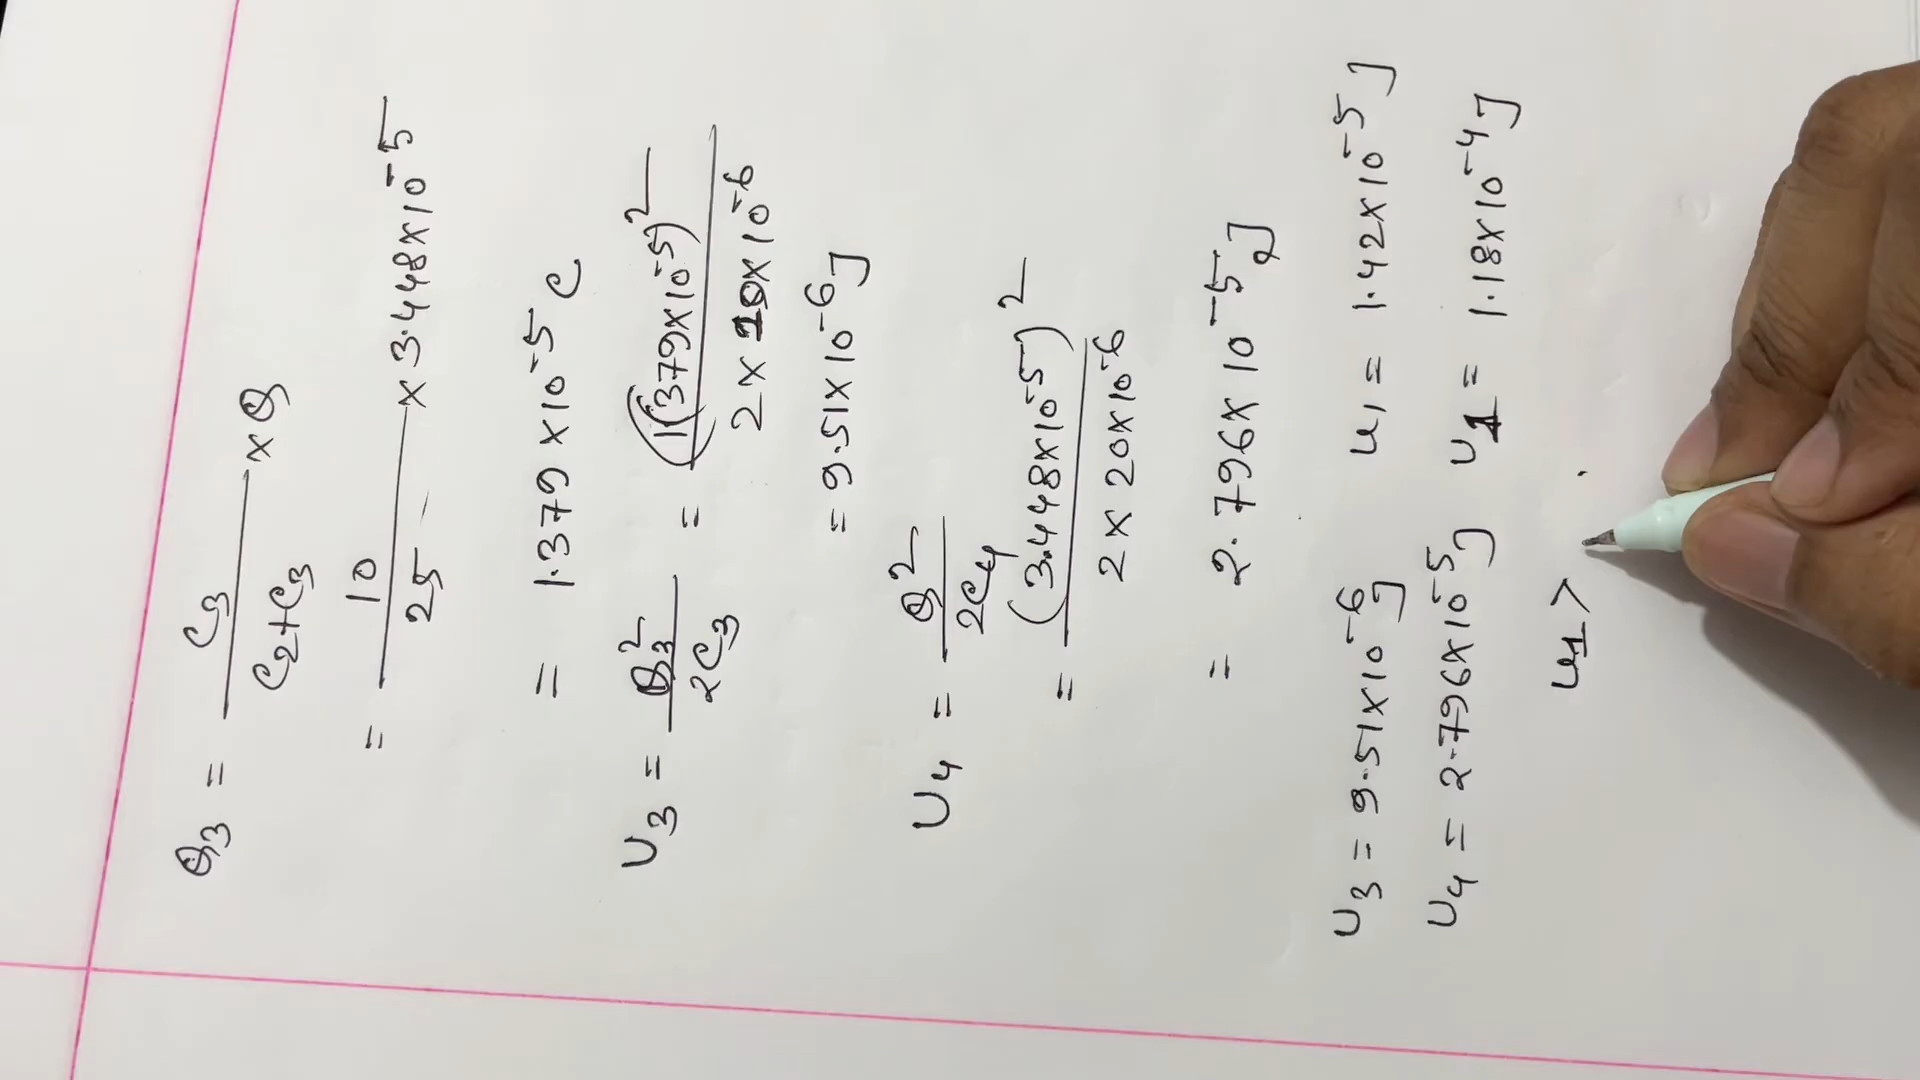 Q₃ = C₃/(C₂+C₃) × Q
= 10/25 × 3.448×10⁻⁵
= 1.379 × 10⁻⁵ C
U₃ = Q₃²/2C₃ = (1.379×10⁻⁵)²/2 × 10×10⁻⁶
= 9.51×10⁻⁶ J
U₄ = Q²/2C₄
= (3.448×10⁻⁵)²/2 × 20×10⁻⁶
= 2.796×10⁻⁵ J
U₃ = 9.51×10⁻⁶ J U₁ = 1.42×10⁻⁵ J
U₄ = 2.796×10⁻⁵ J U₁ = 1.18×10⁻⁴ J
U₁ >